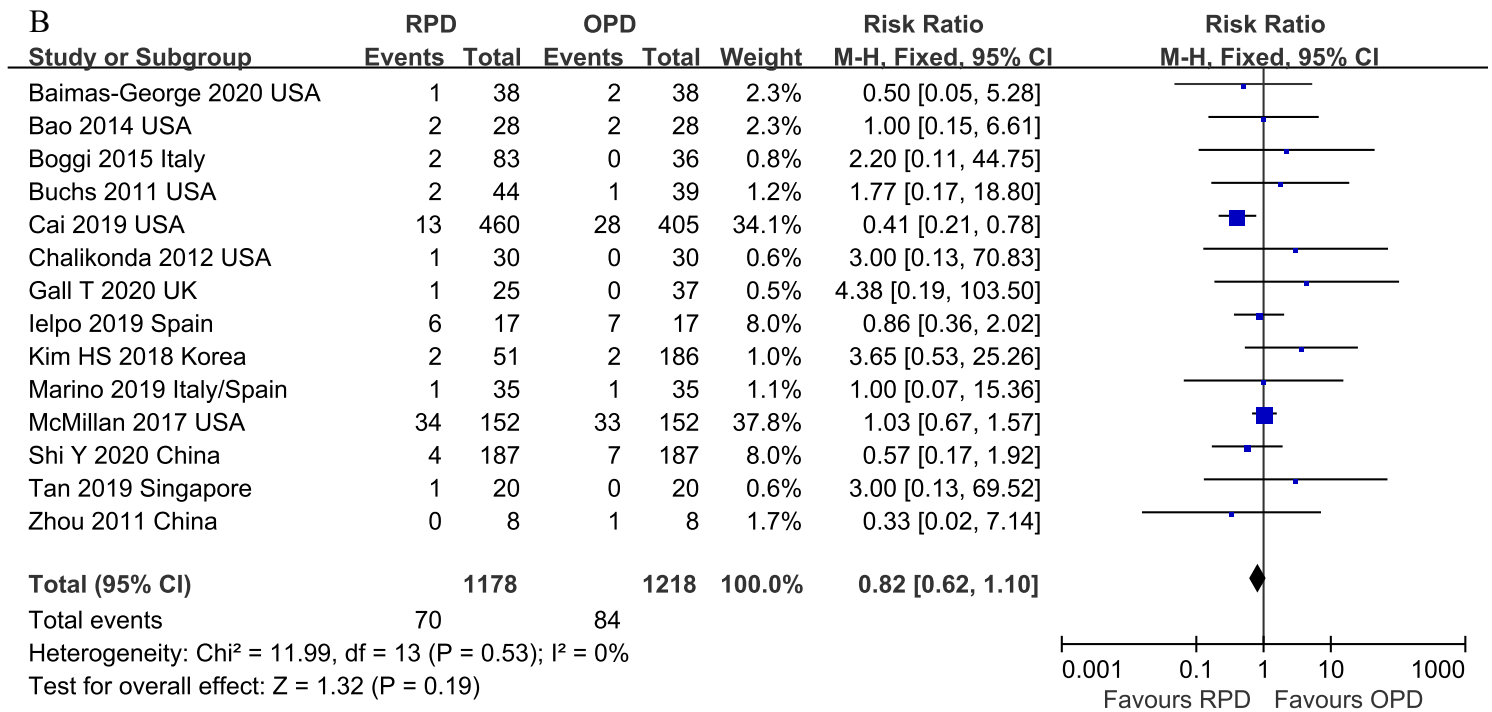 B RPD OPD Risk Ratio Risk Ratio
Study or Subgroup Events Total Events Total Weight M-H, Fixed, 95% CI M-H, Fixed, 95% CI
Baimas-George 2020 USA 1 38 2 38 2.3% 0.50 [0.05, 5.28]
Bao 2014 USA 2 28 2 28 2.3% 1.00 [0.15, 6.61]
Boggi 2015 Italy 2 83 0 36 0.8% 2.20 [0.11, 44.75]
Buchs 2011 USA 2 44 1 39 1.2% 1.77 [0.17, 18.80]
Cai 2019 USA 13 460 28 405 34.1% 0.41 [0.21, 0.78]
Chalikonda 2012 USA 1 30 0 30 0.6% 3.00 [0.13, 70.83]
Gall T 2020 UK 1 25 0 37 0.5% 4.38 [0.19, 103.50]
Ielpo 2019 Spain 6 17 7 17 8.0% 0.86 [0.36, 2.02]
Kim HS 2018 Korea 2 51 2 186 1.0% 3.65 [0.53, 25.26]
Marino 2019 Italy/Spain 1 35 1 35 1.1% 1.00 [0.07, 15.36]
McMillan 2017 USA 34 152 33 152 37.8% 1.03 [0.67, 1.57]
Shi Y 2020 China 4 187 7 187 8.0% 0.57 [0.17, 1.92]
Tan 2019 Singapore 1 20 0 20 0.6% 3.00 [0.13, 69.52]
Zhou 2011 China 0 8 1 8 1.7% 0.33 [0.02, 7.14]
Total (95% CI) 1178 1218 100.0% 0.82 [0.62, 1.10]
Total events 70 84
Heterogeneity: Chi² = 11.99, df = 13 (P = 0.53); I² = 0%
Test for overall effect: Z = 1.32 (P = 0.19)
0.001 0.1 1 10 1000
Favours RPD Favours OPD